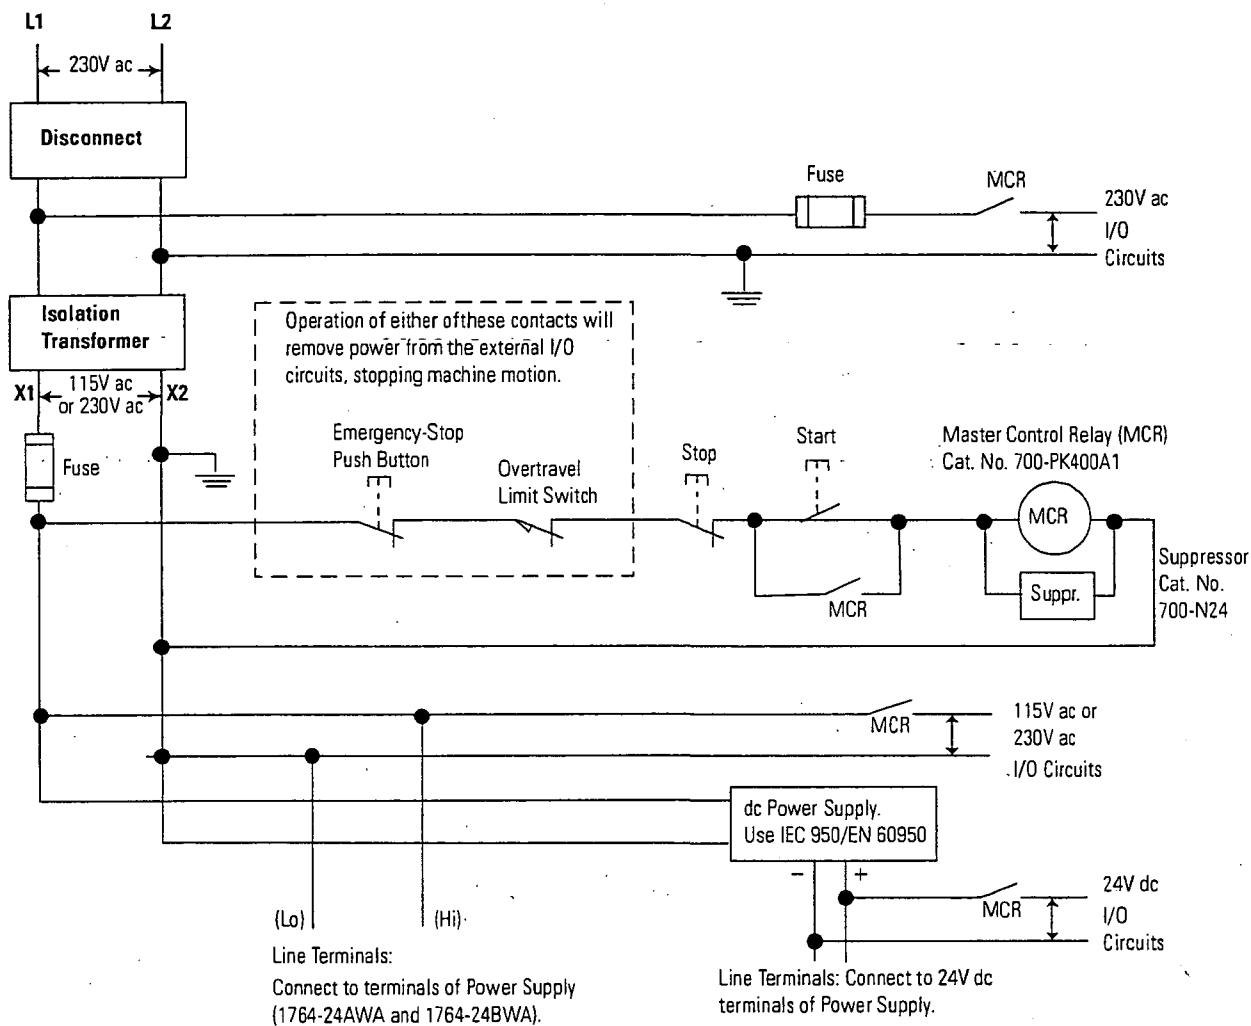 L1
L2
230V ac
Disconnect
Fuse
MCR
230V ac
I/O
Circuits
Isolation
Transformer
X1
115V ac
or 230V ac
X2
Fuse
Operation of either of these contacts will
remove power from the external I/O
circuits, stopping machine motion.
Emergency-Stop
Push Button
Overtravel
Limit Switch
Stop
Start
Master Control Relay (MCR)
Cat. No. 700-PK400A1
MCR
Suppr.
MCR
Suppressor
Cat. No.
700-N24
MCR
115V ac or
230V ac
I/O Circuits
dc Power Supply.
Use IEC 950/EN 60950
–
+
MCR
24V dc
I/O
Circuits
(Lo)
(Hi)
Line Terminals:
Connect to terminals of Power Supply
(1764-24AWA and 1764-24BWA).
Line Terminals: Connect to 24V dc
terminals of Power Supply.